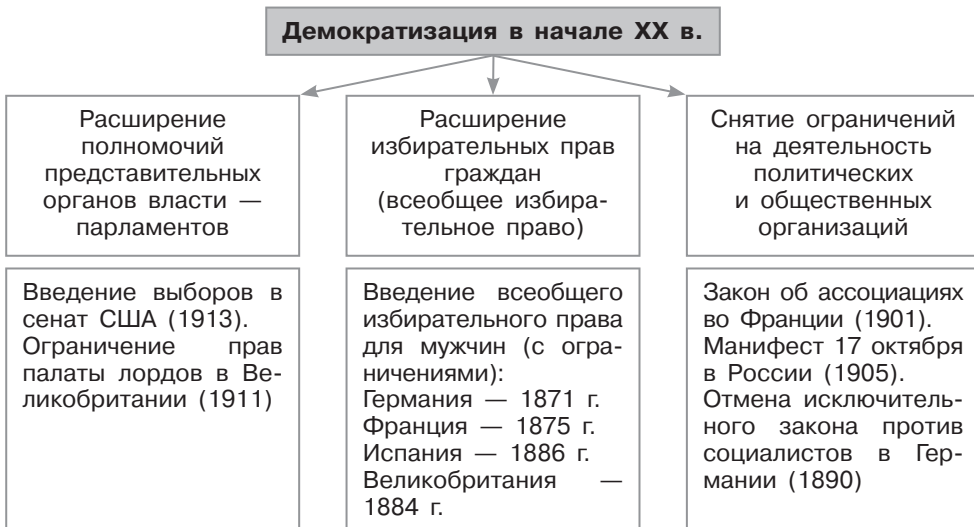 Демократизация в начале XX в.
Расширение
полномочий
представительных
органов власти —
парламентов
Расширение
избирательных прав
граждан
(всеобщее избира-
тельное право)
Снятие ограничений
на деятельность
политических
и общественных
организаций
Введение выборов в
сенат США (1913).
Ограничение прав
палаты лордов в Ве-
ликобритании (1911)
Введение всеобщего
избирательного права
для мужчин (с огра-
ничениями):
Германия — 1871 г.
Франция — 1875 г.
Испания — 1886 г.
Великобритания —
1884 г.
Закон об ассоциациях
во Франции (1901).
Манифест 17 октября
в России (1905).
Отмена исключитель-
ного закона против
социалистов в Гер-
мании (1890)